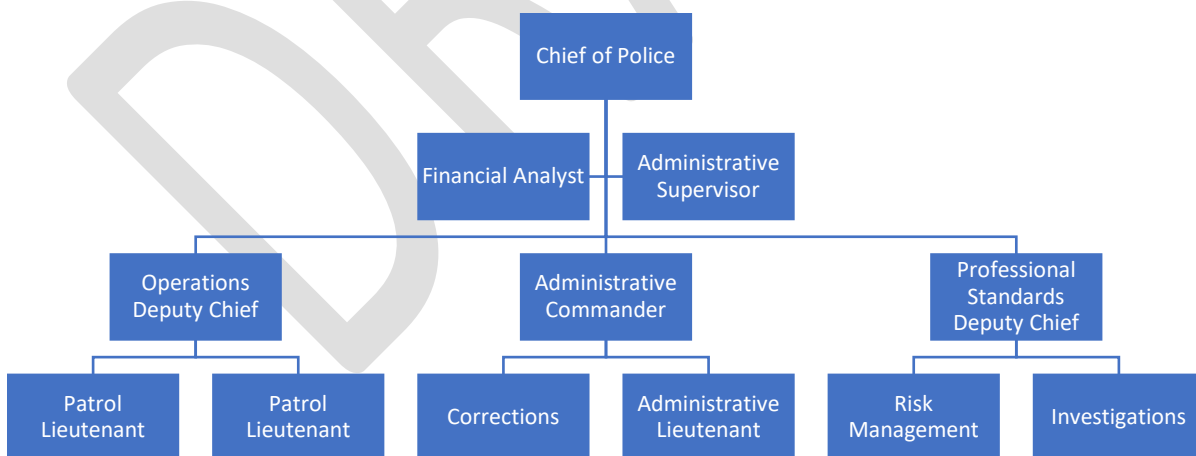 Chief of Police
Financial Analyst
Administrative
Supervisor
Operations
Deputy Chief
Administrative
Commander
Professional
Standards
Deputy Chief
Patrol
Lieutenant
Patrol
Lieutenant
Corrections
Administrative
Lieutenant
Risk
Management
Investigations